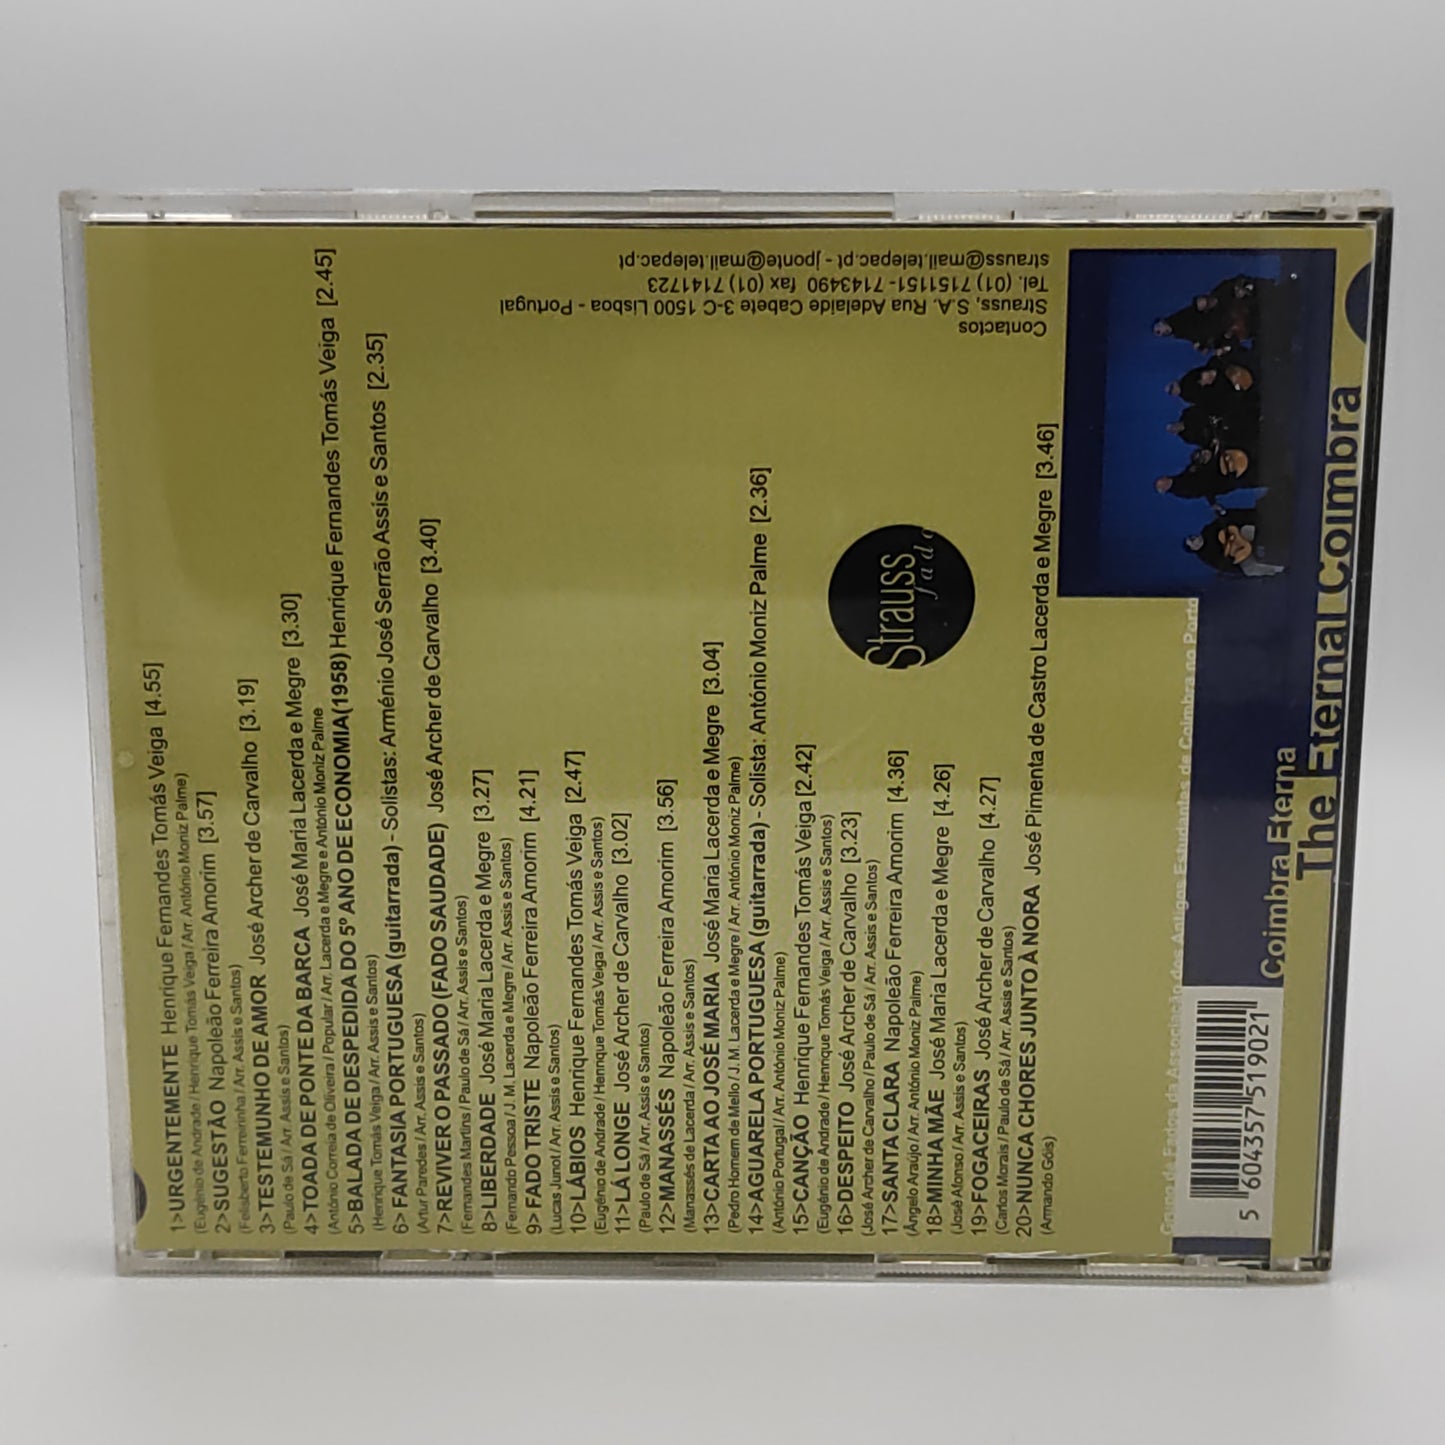 1>URGENTEMENTE Henrique Fernandes Tomás Veiga [4.55]
(Eugénio de Andrade / Henrique Tomás Veiga / Arr. António Moniz Palme)
2>SUGESTÃO Napoleão Ferreira Amorim [3.57]
(Felisberto Ferreirinha / Arr. Assis e Santos)
3>TESTEMUNHO DE AMOR José Archer de Carvalho [3.19]
(Paulo de Sá / Arr. Assis e Santos)
4>TOADA DE PONTE DA BARCA José Maria Lacerda e Megre [3.30]
(António Correia de Oliveira / Popular / Arr. Lacerda e Megre e António Moniz Palme
5>BALADA DE DESPEDIDA DO 5º ANO DE ECONOMIA(1958) Henrique Fernandes Tomás Veiga [2.45]
(Henrique Tomás Veiga / Arr. Assis e Santos)
6> FANTASIA PORTUGUESA (guitarrada) - Solistas: Arménio José Serrão Assis e Santos [2.35]
(Artur Paredes / Arr. Assis e Santos)
7>REVIVER O PASSADO (FADO SAUDADE) José Archer de Carvalho [3.40]
(Fernandes Martins / Paulo de Sá / Arr. Assis e Santos)
8>LIBERDADE José Maria Lacerda e Megre [3.27]
(Fernando Pessoa / J. M. Lacerda e Megre / Arr. Assis e Santos)
9> FADO TRISTE Napoleão Ferreira Amorim [4.21]
(Lucas Junot / Arr. Assis e Santos)
10>LÁBIOS Henrique Fernandes Tomás Veiga [2.47]
(Eugénio de Andrade / Henrique Tomás Veiga / Arr. Assis e Santos)
11>LÁ LONGE José Archer de Carvalho [3.02]
(Paulo de Sá / Arr. Assis e Santos)
12>MANASSÉS Napoleão Ferreira Amorim [3.56]
(Manassés de Lacerda / Arr. Assis e Santos)
13>CARTA AO JOSÉ MARIA José Maria Lacerda e Megre [3.04]
(Pedro Homem de Mello / J. M. Lacerda e Megre / Arr. António Moniz Palme)
14>AGUARELA PORTUGUESA (guitarrada) - Solista: António Moniz Palme [2.36]
(António Portugal / Arr. António Moniz Palme)
15>CANÇÃO Henrique Fernandes Tomás Veiga [2.42]
(Eugénio de Andrade / Henrique Tomás Veiga / Arr. Assis e Santos)
16>DESPEITO José Archer de Carvalho [3.23]
(José Archer de Carvalho / Paulo de Sá / Arr. Assis e Santos)
17>SANTA CLARA Napoleão Ferreira Amorim [4.36]
(Ângelo Araújo / Arr. António Moniz Palme)
18>MINHA MÃE José Maria Lacerda e Megre [4.26]
(José Afonso / Arr. Assis e Santos)
19>FOGACEIRAS José Archer de Carvalho [4.27]
(Carlos Morais / Paulo de Sá / Arr. Assis e Santos)
20>NUNCA CHORES JUNTO À NORA José Pimenta de Castro Lacerda e Megre [3.46]
(Armando Góis)
Strauss
fado
Contactos
Strauss, S.A. Rua Adelaide Cabete 3-C 1500 Lisboa - Portugal
Tel. (01) 7151151 - 7143490 fax (01) 7141723
strauss@mail.telepac.pt - jponte@mail.telepac.pt
Grupo de Fados da Associação dos Antigos Estudantes de Coimbra no Porto
5 604357 519021
Coimbra Eterna
The Eternal Coimbra